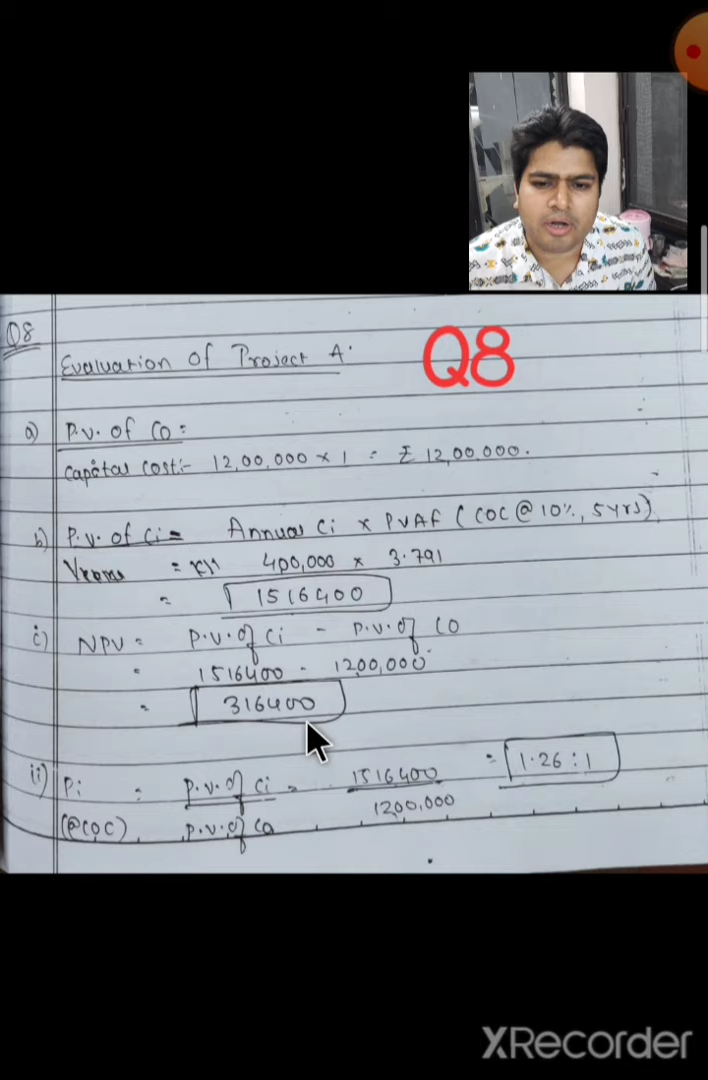 Q8
Evaluation of Project A.
Q8
a) P.V. of CO =
Capital cost:- 12,00,000 × 1 = ₹ 12,00,000.
b) P.V. of Ci = Annual Ci × PVAF (COC @ 10%, 5 yrs)
= 400,000 × 3.791
= 1516400
i) NPV = P.V. of Ci - P.V. of CO
= 1516400 - 1200,000
= 316400
ii) Pi = P.V. of Ci = 1516400 = 1.26 : 1
(@COC) P.V. of CO 1200,000
XRecorder